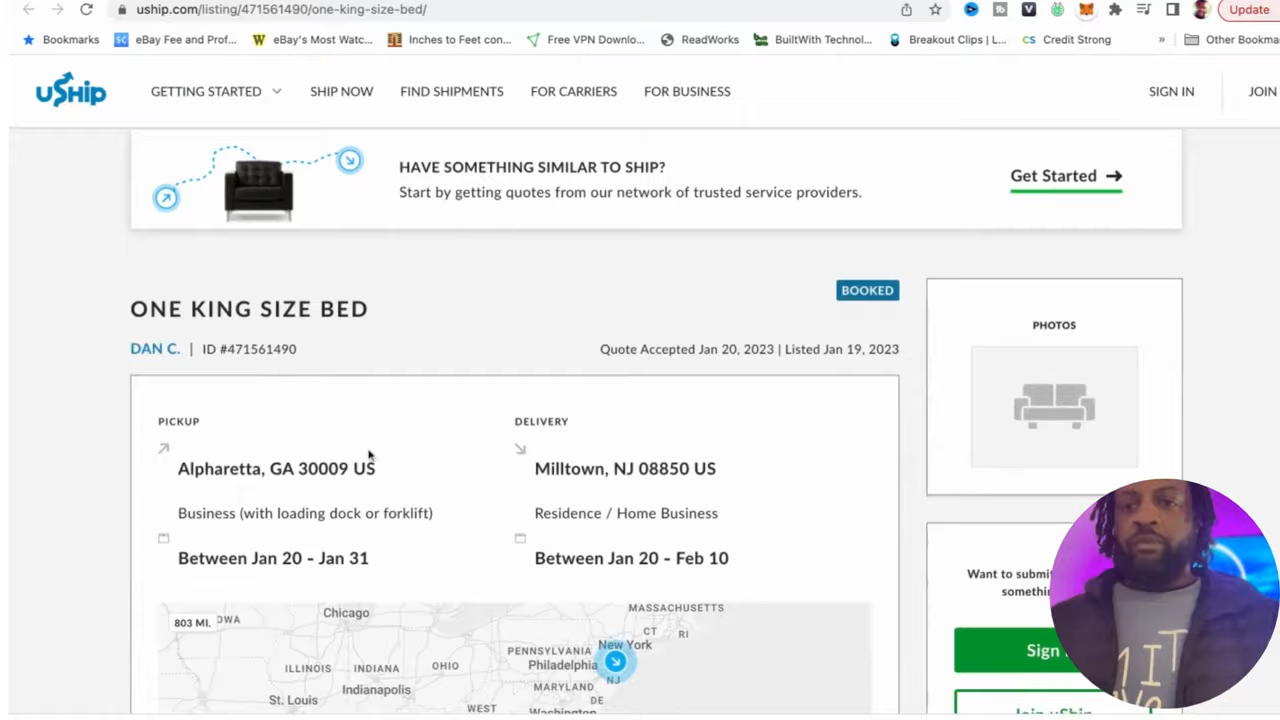 uship.com/listing/471561490/one-king-size-bed/
Update
Bookmarks
eBay Fee and Prof...
eBay's Most Watc...
Inches to Feet con...
Free VPN Downlo...
ReadWorks
BuiltWith Technol...
Breakout Clips | L...
CS Credit Strong
»
Other Bookma
uShip
GETTING STARTED
SHIP NOW
FIND SHIPMENTS
FOR CARRIERS
FOR BUSINESS
SIGN IN
JOIN
HAVE SOMETHING SIMILAR TO SHIP?
Start by getting quotes from our network of trusted service providers.
Get Started →
ONE KING SIZE BED
BOOKED
DAN C. | ID #471561490
Quote Accepted Jan 20, 2023 | Listed Jan 19, 2023
PHOTOS
PICKUP
Alpharetta, GA 30009 US
Business (with loading dock or forklift)
Between Jan 20 - Jan 31
DELIVERY
Milltown, NJ 08850 US
Residence / Home Business
Between Jan 20 - Feb 10
Want to submi
somethin
Sign
Join uShip
803 MI.
OWA
Chicago
MASSACHUSETTS
CT
RI
New York
PENNSYLVANIA
Philadelphia
NJ
ILLINOIS
INDIANA
OHIO
Indianapolis
MARYLAND
DE
St. Louis
WEST
Washington